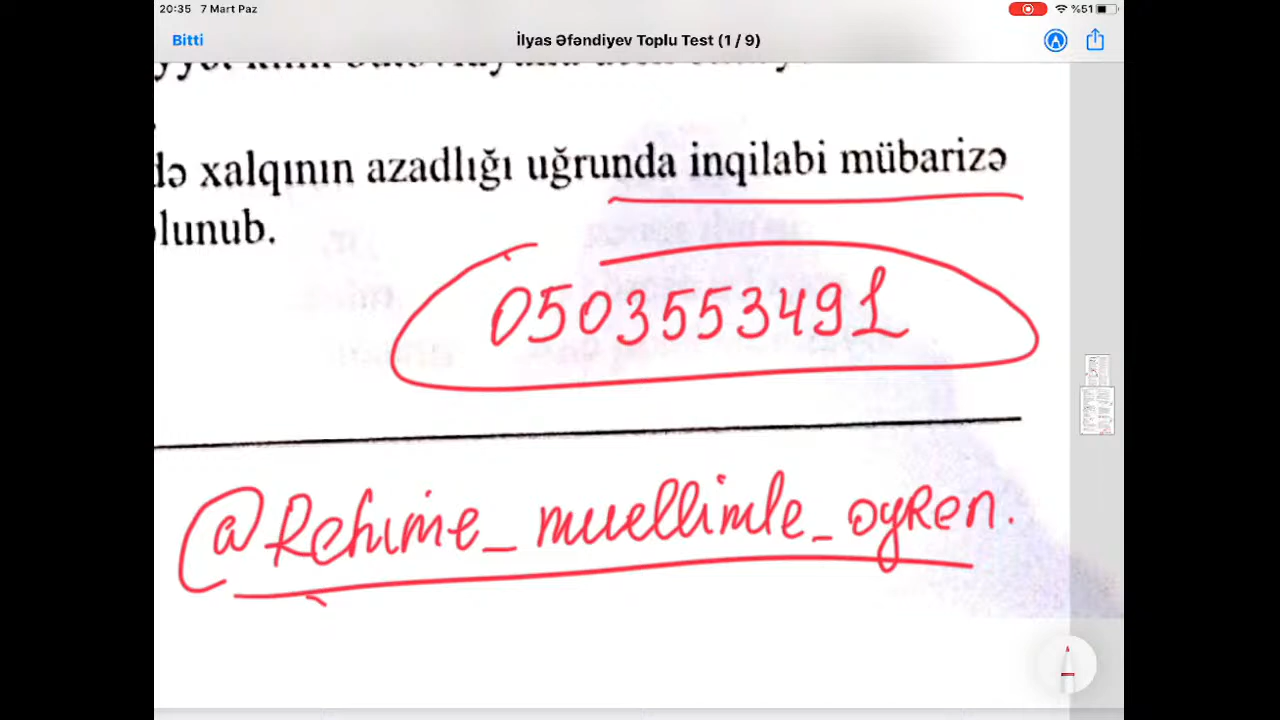 20:35 7 Mart Paz %51
Bitti İlyas Əfəndiyev Toplu Test (1 / 9)
də xalqının azadlığı uğrunda inqilabi mübarizə
lunub.
0503553491
@Rehime_muellimle_oyren.